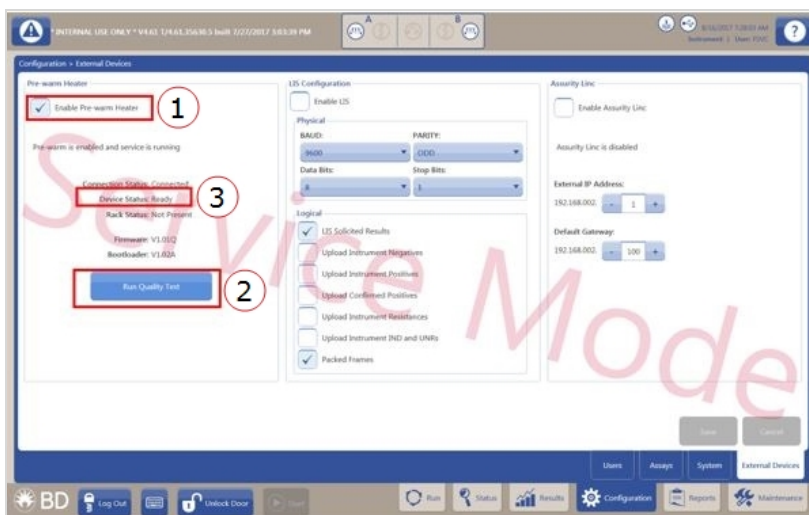 * INTERNAL USE ONLY * V4.63 T/4.63.35630.5 built 7/27/2017 3:03:39 PM
A
B
Instrument | User: FSVC
?
Configuration > External Devices
Pre-warm Heater
Enable Pre-warm Heater
1
Pre-warm is enabled and service is running
Connection Status: Connected
Device Status: Ready
3
Rack Status: Not Present
Firmware: V1.01Q
Bootloader: V1.02A
Run Quality Test
2
LIS Configuration
Enable LIS
Physical
BAUD:
PARITY:
9600
ODD
Data Bits:
Stop Bits:
8
1
Logical
LIS Solicited Results
Upload Instrument Negatives
Upload Instrument Positives
Upload Confirmed Positives
Upload Instrument Resistances
Upload Instrument IND and UNRs
Packed Frames
Assurity Linc
Enable Assurity Linc
Assurity Linc is disabled
External IP Address:
192.168.002. - 1 +
Default Gateway:
192.168.002. - 100 +
Service Mode
Save
Cancel
Users
Assays
System
External Devices
BD
Log Out
Unlock Door
Start
Run
Status
Results
Configuration
Reports
Maintenance